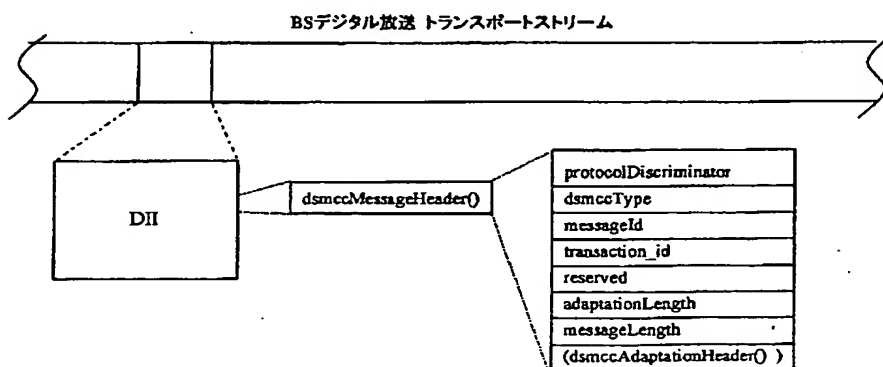 BSデジタル放送 トランスポートストリーム
DII
dsmccMessageHeader()
protocolDiscriminator
dsmccType
messageId
transaction_id
reserved
adaptationLength
messageLength
(dsmccAdaptationHeader() )